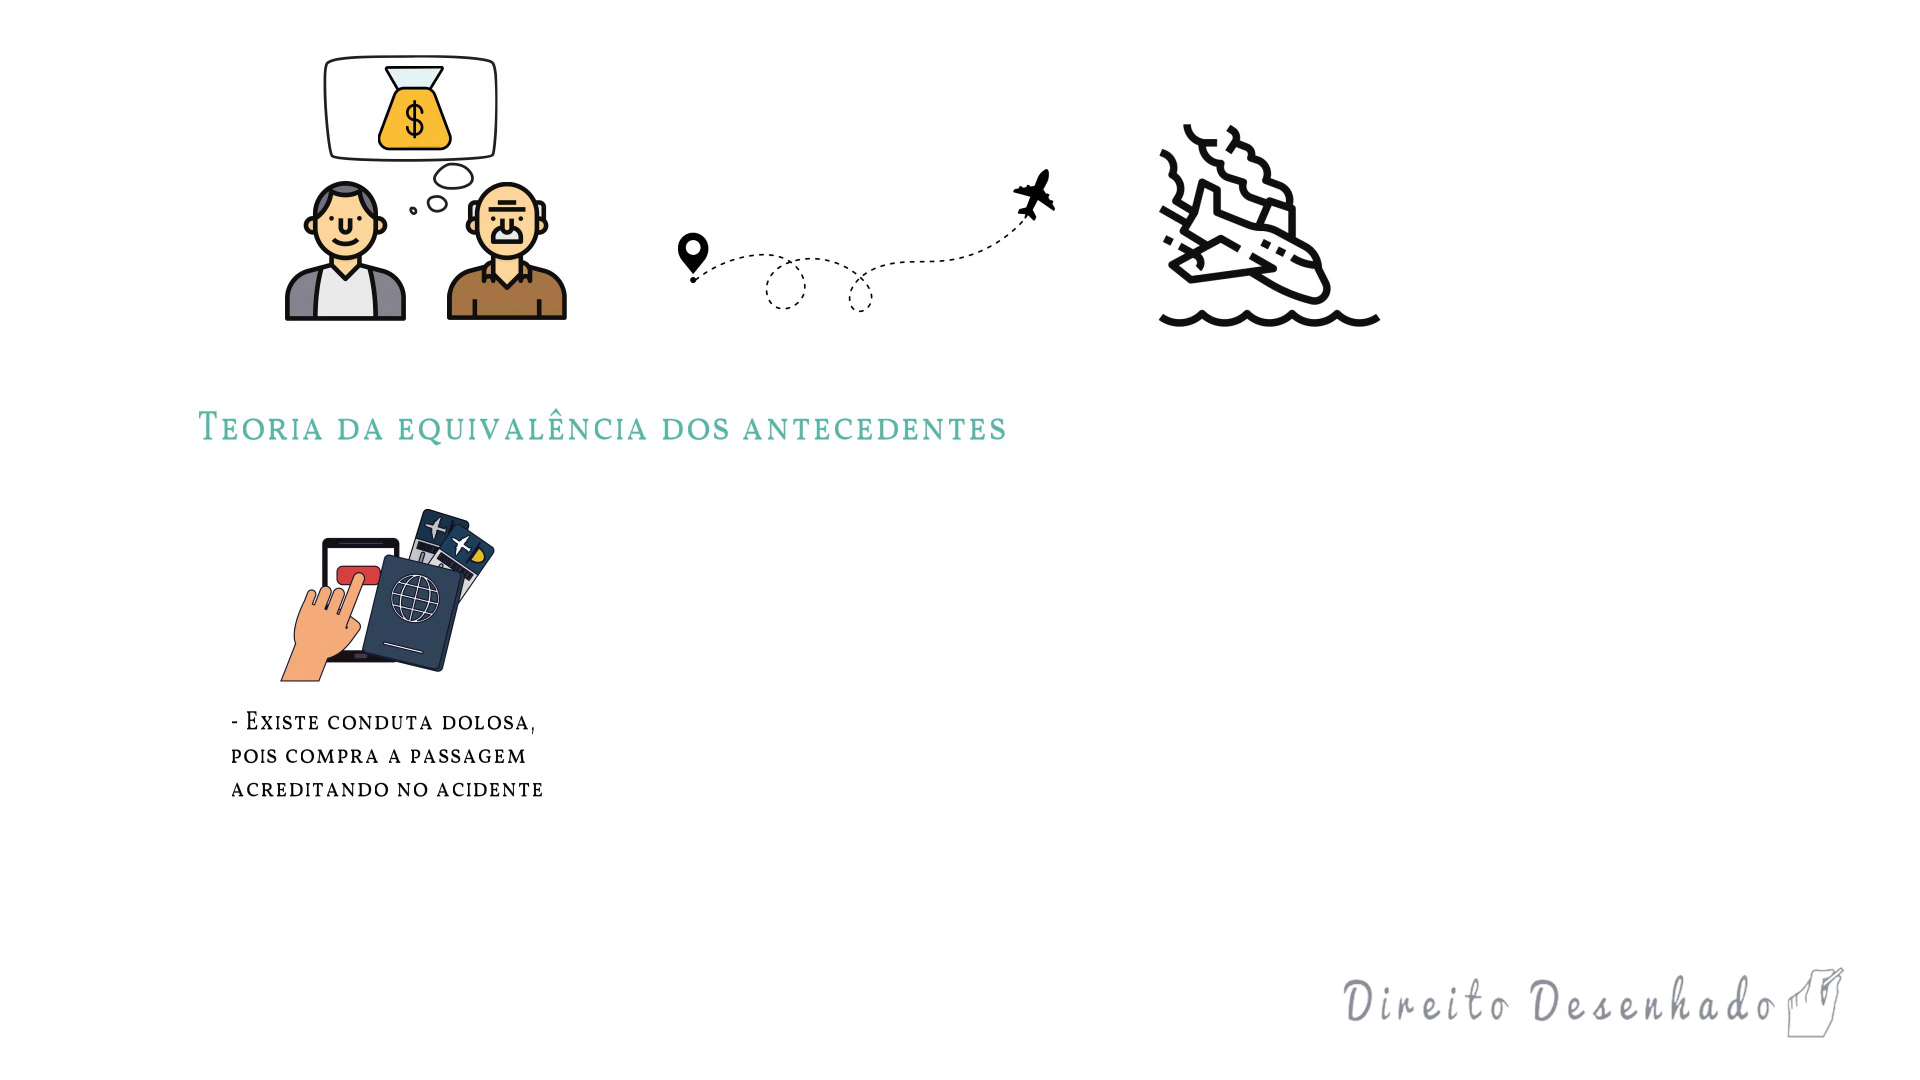 $
Teoria da equivalência dos antecedentes
- Existe conduta dolosa,
pois compra a passagem
acreditando no acidente
Direito Desenhado